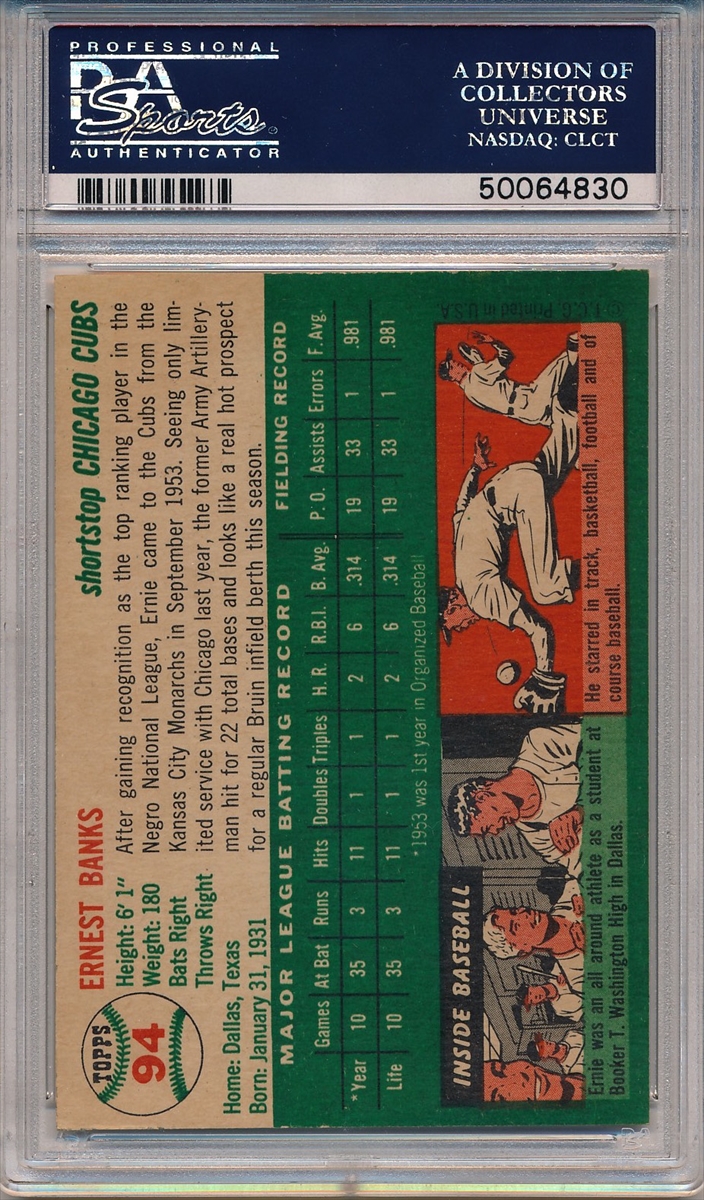 PROFESSIONAL
PSA
Sports
AUTHENTICATOR
A DIVISION OF
COLLECTORS
UNIVERSE
NASDAQ: CLCT
50064830
TOPPS
94
ERNEST BANKS
shortstop CHICAGO CUBS
Height: 6' 1"
Weight: 180
Bats Right
Throws Right
Home: Dallas, Texas
Born: January 31, 1931
After gaining recognition as the top ranking player in the
Negro National League, Ernie came to the Cubs from the
Kansas City Monarchs in September 1953. Seeing only lim-
ited service with Chicago last year, the former Army Artillery-
man hit for 22 total bases and looks like a real hot prospect
for a regular Bruin infield berth this season.
MAJOR LEAGUE BATTING RECORD FIELDING RECORD
Games At Bat Runs Hits Doubles Triples H. R. R.B.I. B. Avg. P. O. Assists Errors F. Avg.
*Year 10 35 3 11 1 1 2 6 .314 19 33 1 .981
Life 10 35 3 11 1 1 2 6 .314 19 33 1 .981
*1953 was 1st year in Organized Baseball
INSIDE BASEBALL
Ernie was an all around athlete as a student at
Booker T. Washington High in Dallas.
He starred in track, basketball, football and of
course baseball.
© T.C.G. Printed in U.S.A.